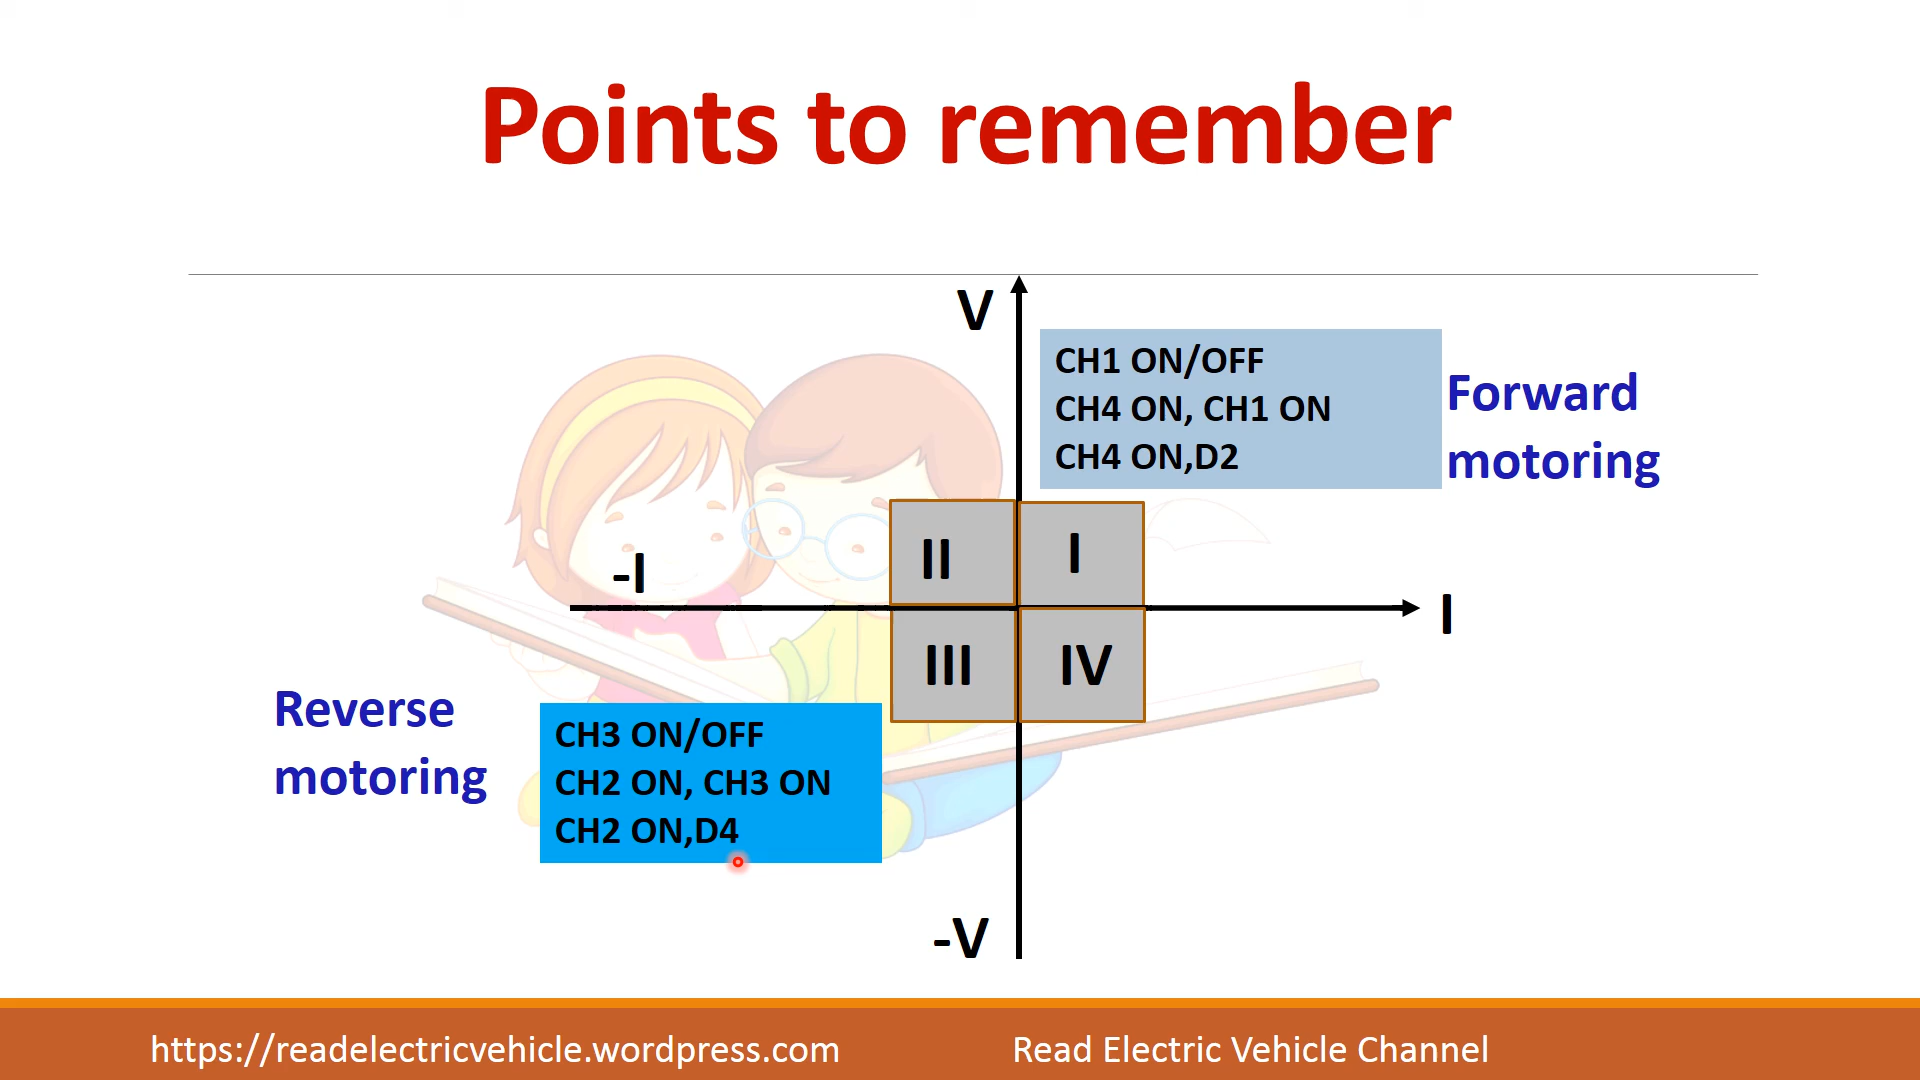 Points to remember
V
CH1 ON/OFF
CH4 ON, CH1 ON
CH4 ON,D2
Forward
motoring
II
I
-I
I
III
IV
Reverse
motoring
CH3 ON/OFF
CH2 ON, CH3 ON
CH2 ON,D4
-V
https://readelectricvehicle.wordpress.com
Read Electric Vehicle Channel